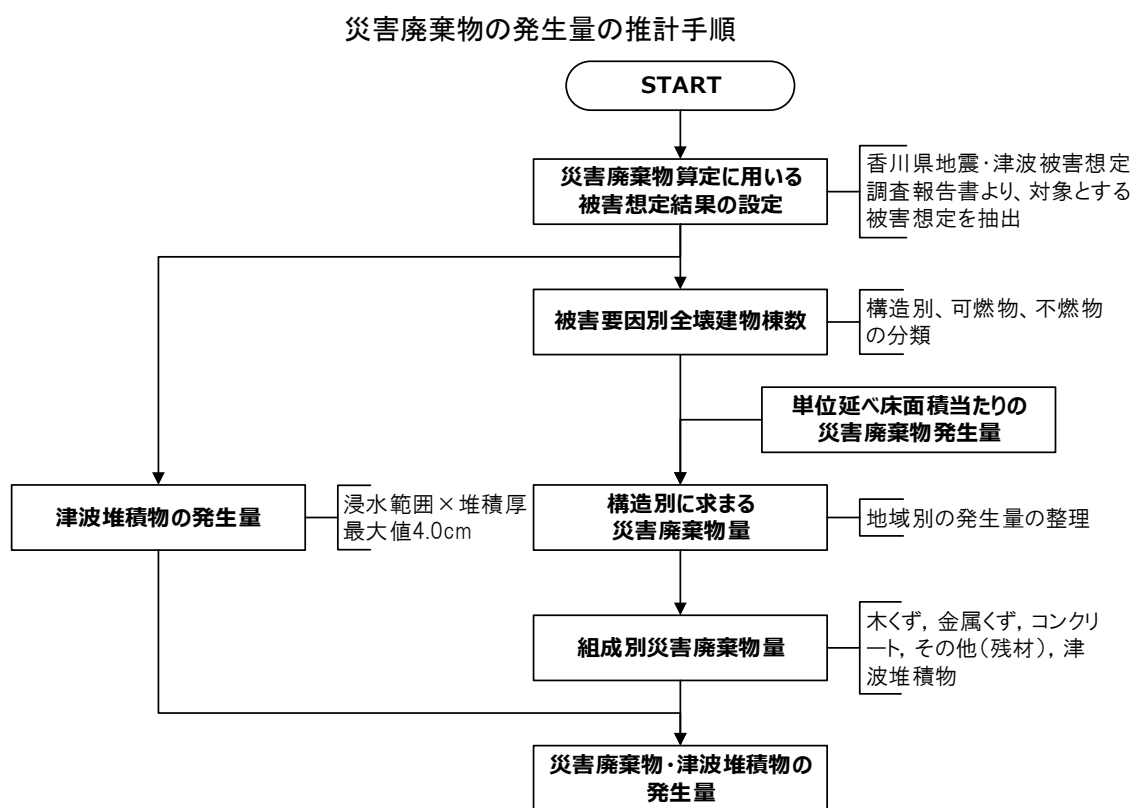 災害廃棄物の発生量の推計手順
START
災害廃棄物算定に用いる
被害想定結果の設定
香川県地震・津波被害想定
調査報告書より、対象とする
被害想定を抽出
被害要因別全壊建物棟数
構造別、可燃物、不燃物
の分類
単位延べ床面積当たりの
災害廃棄物発生量
津波堆積物の発生量
浸水範囲×堆積厚
最大値4.0cm
構造別に求まる
災害廃棄物量
地域別の発生量の整理
組成別災害廃棄物量
木くず, 金属くず, コンクリ
ート, その他(残材), 津
波堆積物
災害廃棄物・津波堆積物の
発生量